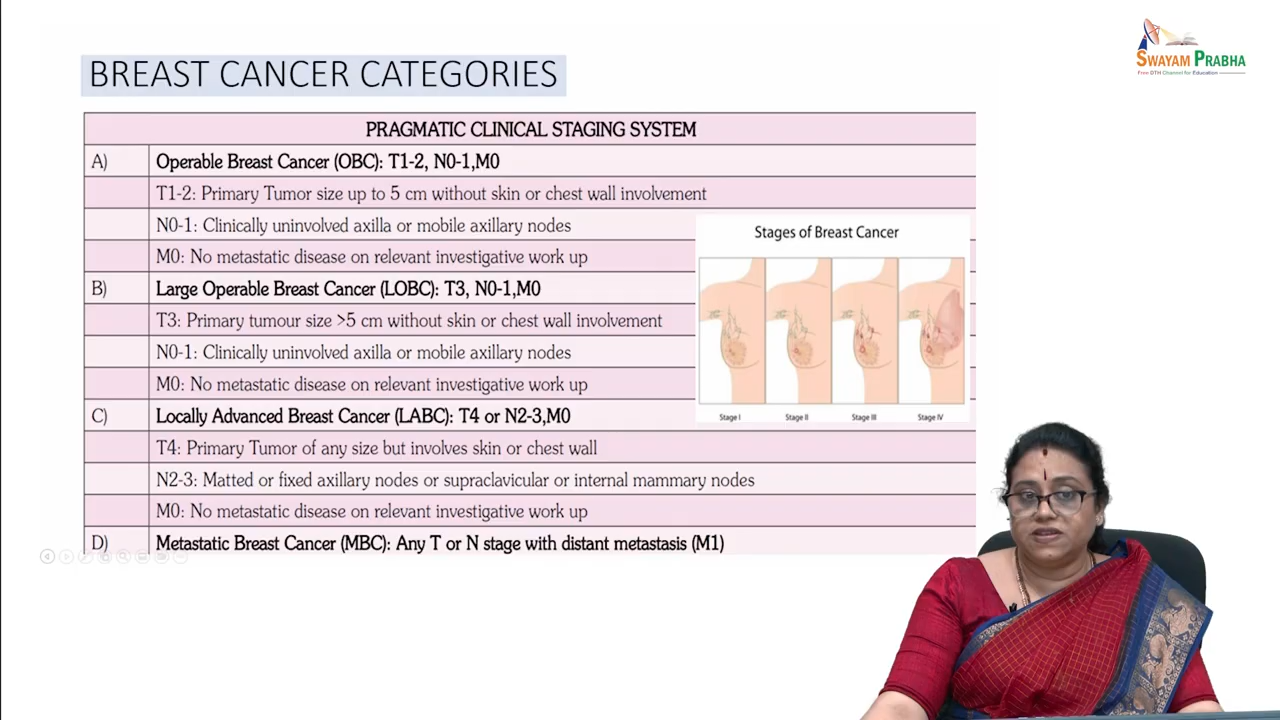 BREAST CANCER CATEGORIES
SWAYAM PRABHA
Free DTH Channel for Education
PRAGMATIC CLINICAL STAGING SYSTEM
A) Operable Breast Cancer (OBC): T1-2, N0-1,M0
T1-2: Primary Tumor size up to 5 cm without skin or chest wall involvement
N0-1: Clinically uninvolved axilla or mobile axillary nodes
M0: No metastatic disease on relevant investigative work up
B) Large Operable Breast Cancer (LOBC): T3, N0-1,M0
T3: Primary tumour size >5 cm without skin or chest wall involvement
N0-1: Clinically uninvolved axilla or mobile axillary nodes
M0: No metastatic disease on relevant investigative work up
C) Locally Advanced Breast Cancer (LABC): T4 or N2-3,M0
T4: Primary Tumor of any size but involves skin or chest wall
N2-3: Matted or fixed axillary nodes or supraclavicular or internal mammary nodes
M0: No metastatic disease on relevant investigative work up
D) Metastatic Breast Cancer (MBC): Any T or N stage with distant metastasis (M1)
Stages of Breast Cancer
Stage I Stage II Stage III Stage IV